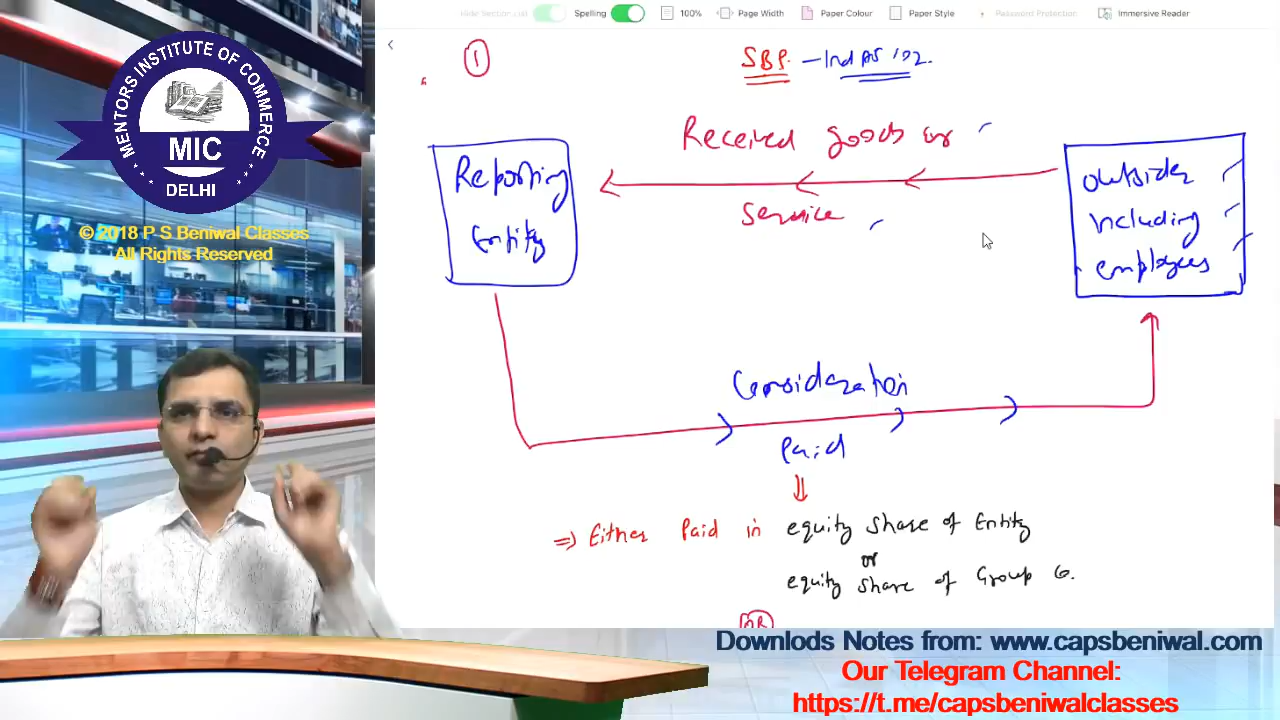 Hide Section List
Spelling
100%
Page Width
Paper Colour
Paper Style
Password Protection
Immersive Reader
MENTORS INSTITUTE OF COMMERCE
MIC
DELHI
© 2018 P S Beniwal Classes
All Rights Reserved
①
SBP - Ind AS 102.
Received goods or
Service
Reporting
Entity
outsider
including
employees
Consideration
Paid
⇓
⇒ Either Paid in equity share of Entity
or
equity share of Group Co.
OR
Downlods Notes from: www.capsbeniwal.com
Our Telegram Channel:
https://t.me/capsbeniwalclasses